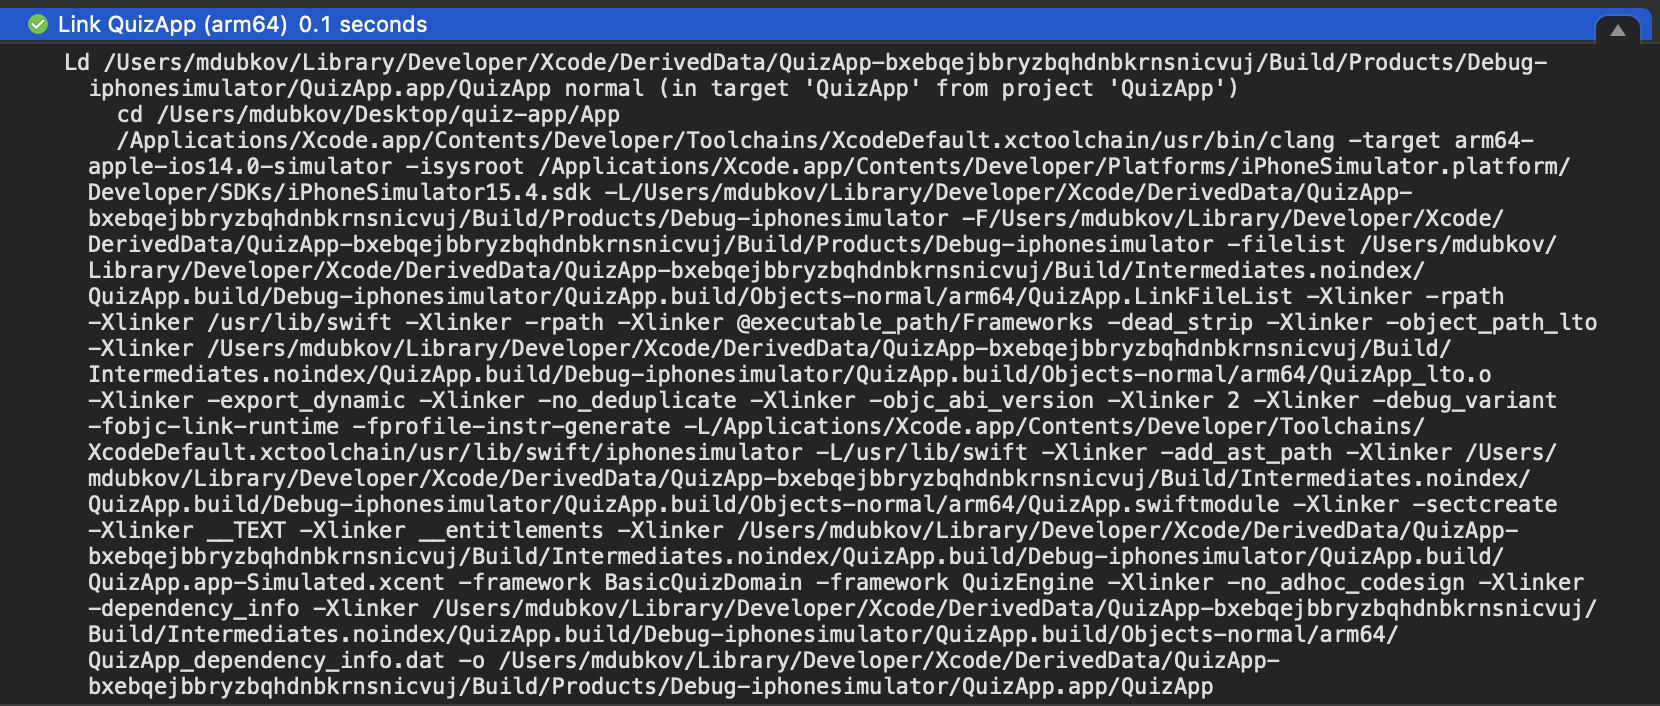 Link QuizApp (arm64) 0.1 seconds
Ld /Users/mdubkov/Library/Developer/Xcode/DerivedData/QuizApp-bxebqejbbryzbqhdnbkrnsnicvuj/Build/Products/Debug-
iphonesimulator/QuizApp.app/QuizApp normal (in target 'QuizApp' from project 'QuizApp')
cd /Users/mdubkov/Desktop/quiz-app/App
/Applications/Xcode.app/Contents/Developer/Toolchains/XcodeDefault.xctoolchain/usr/bin/clang -target arm64-
apple-ios14.0-simulator -isysroot /Applications/Xcode.app/Contents/Developer/Platforms/iPhoneSimulator.platform/
Developer/SDKs/iPhoneSimulator15.4.sdk -L/Users/mdubkov/Library/Developer/Xcode/DerivedData/QuizApp-
bxebqejbbryzbqhdnbkrnsnicvuj/Build/Products/Debug-iphonesimulator -F/Users/mdubkov/Library/Developer/Xcode/
DerivedData/QuizApp-bxebqejbbryzbqhdnbkrnsnicvuj/Build/Products/Debug-iphonesimulator -filelist /Users/mdubkov/
Library/Developer/Xcode/DerivedData/QuizApp-bxebqejbbryzbqhdnbkrnsnicvuj/Build/Intermediates.noindex/
QuizApp.build/Debug-iphonesimulator/QuizApp.build/Objects-normal/arm64/QuizApp.LinkFileList -Xlinker -rpath
-Xlinker /usr/lib/swift -Xlinker -rpath -Xlinker @executable_path/Frameworks -dead_strip -Xlinker -object_path_lto
-Xlinker /Users/mdubkov/Library/Developer/Xcode/DerivedData/QuizApp-bxebqejbbryzbqhdnbkrnsnicvuj/Build/
Intermediates.noindex/QuizApp.build/Debug-iphonesimulator/QuizApp.build/Objects-normal/arm64/QuizApp_lto.o
-Xlinker -export_dynamic -Xlinker -no_deduplicate -Xlinker -objc_abi_version -Xlinker 2 -Xlinker -debug_variant
-fobjc-link-runtime -fprofile-instr-generate -L/Applications/Xcode.app/Contents/Developer/Toolchains/
XcodeDefault.xctoolchain/usr/lib/swift/iphonesimulator -L/usr/lib/swift -Xlinker -add_ast_path -Xlinker /Users/
mdubkov/Library/Developer/Xcode/DerivedData/QuizApp-bxebqejbbryzbqhdnbkrnsnicvuj/Build/Intermediates.noindex/
QuizApp.build/Debug-iphonesimulator/QuizApp.build/Objects-normal/arm64/QuizApp.swiftmodule -Xlinker -sectcreate
-Xlinker __TEXT -Xlinker __entitlements -Xlinker /Users/mdubkov/Library/Developer/Xcode/DerivedData/QuizApp-
bxebqejbbryzbqhdnbkrnsnicvuj/Build/Intermediates.noindex/QuizApp.build/Debug-iphonesimulator/QuizApp.build/
QuizApp.app-Simulated.xcent -framework BasicQuizDomain -framework QuizEngine -Xlinker -no_adhoc_codesign -Xlinker
-dependency_info -Xlinker /Users/mdubkov/Library/Developer/Xcode/DerivedData/QuizApp-bxebqejbbryzbqhdnbkrnsnicvuj/
Build/Intermediates.noindex/QuizApp.build/Debug-iphonesimulator/QuizApp.build/Objects-normal/arm64/
QuizApp_dependency_info.dat -o /Users/mdubkov/Library/Developer/Xcode/DerivedData/QuizApp-
bxebqejbbryzbqhdnbkrnsnicvuj/Build/Products/Debug-iphonesimulator/QuizApp.app/QuizApp